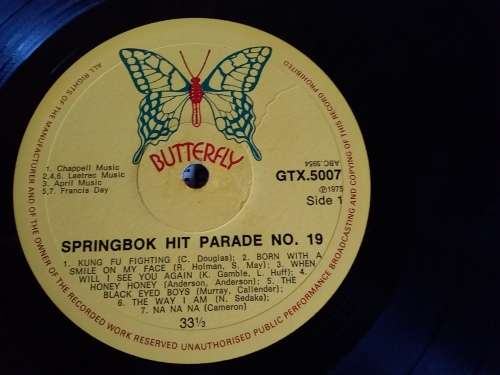 ALL RIGHTS OF THE MANUFACTURER AND OF THE OWNER OF THE RECORDED WORK RESERVED UNAUTHORISED PUBLIC PERFORMANCE BROADCASTING AND COPYING OF THIS RECORD PROHIBITED
BUTTERFLY
1. Chappell Music
2,4,6. Laetrec Music
3. April Music
5,7. Francis Day
ABC.5954
GTX.5007
Ⓟ1975
Side 1
SPRINGBOK HIT PARADE NO. 19
1. KUNG FU FIGHTING (C. Douglas); 2. BORN WITH A
SMILE ON MY FACE (R. Holman, S. May); 3. WHEN
WILL I SEE YOU AGAIN (K. Gamble, L. Huff); 4.
HONEY HONEY (Anderson, Anderson); 5. THE
BLACK EYED BOYS (Murray, Callender);
6. THE WAY I AM (N. Sedaka);
7. NA NA NA (Cameron)
33⅓